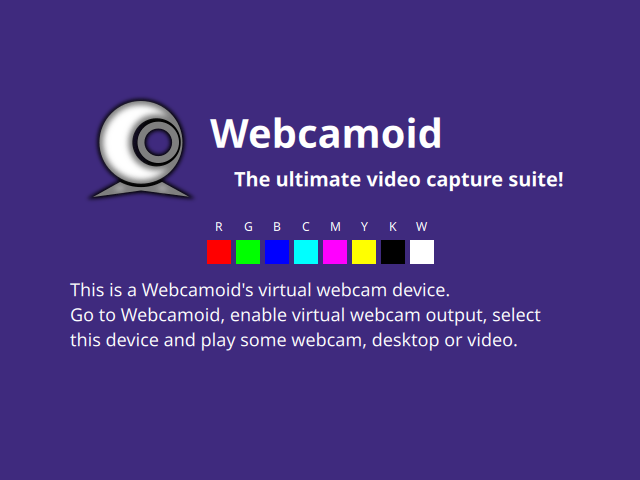 Webcamoid
The ultimate video capture suite!
R G B C M Y K W
This is a Webcamoid's virtual webcam device.
Go to Webcamoid, enable virtual webcam output, select
this device and play some webcam, desktop or video.